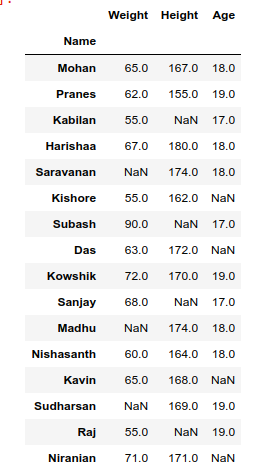 Weight Height Age
Name
Mohan 65.0 167.0 18.0
Pranes 62.0 155.0 19.0
Kabilan 55.0 NaN 17.0
Harishaa 67.0 180.0 18.0
Saravanan NaN 174.0 18.0
Kishore 55.0 162.0 NaN
Subash 90.0 NaN 17.0
Das 63.0 172.0 NaN
Kowshik 72.0 170.0 19.0
Sanjay 68.0 NaN 17.0
Madhu NaN 174.0 18.0
Nishasanth 60.0 164.0 18.0
Kavin 65.0 168.0 NaN
Sudharsan NaN 169.0 19.0
Raj 55.0 NaN 19.0
Niranjan 71.0 171.0 NaN